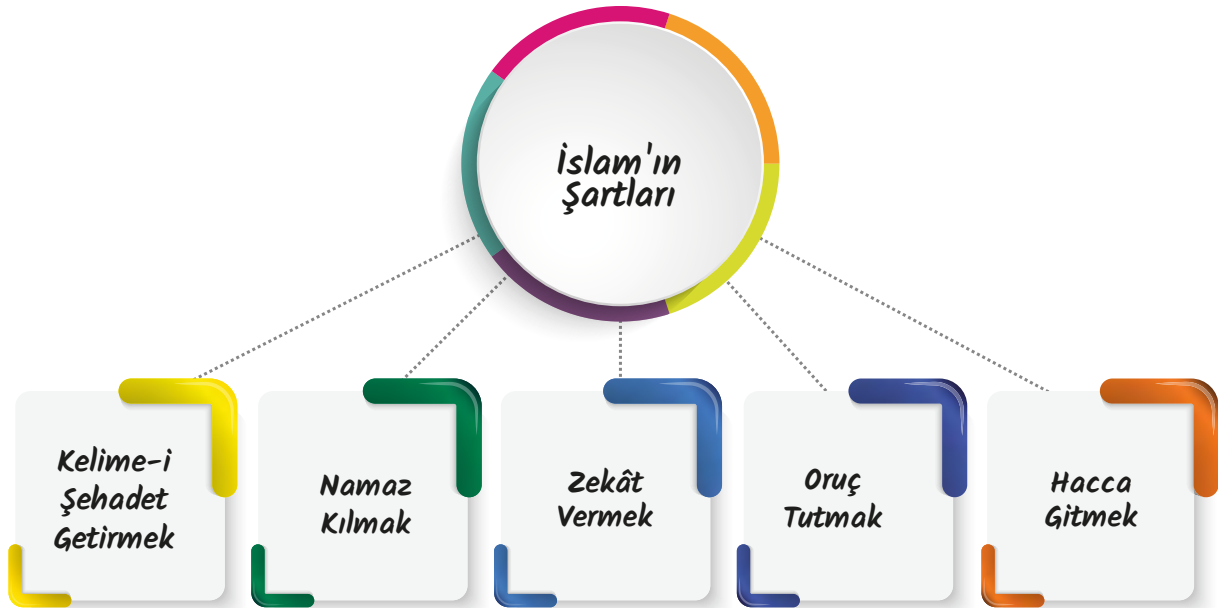 İslam'ın
Şartları
Kelime-i
Şehadet
Getirmek
Namaz
Kılmak
Zekât
Vermek
Oruç
Tutmak
Hacca
Gitmek